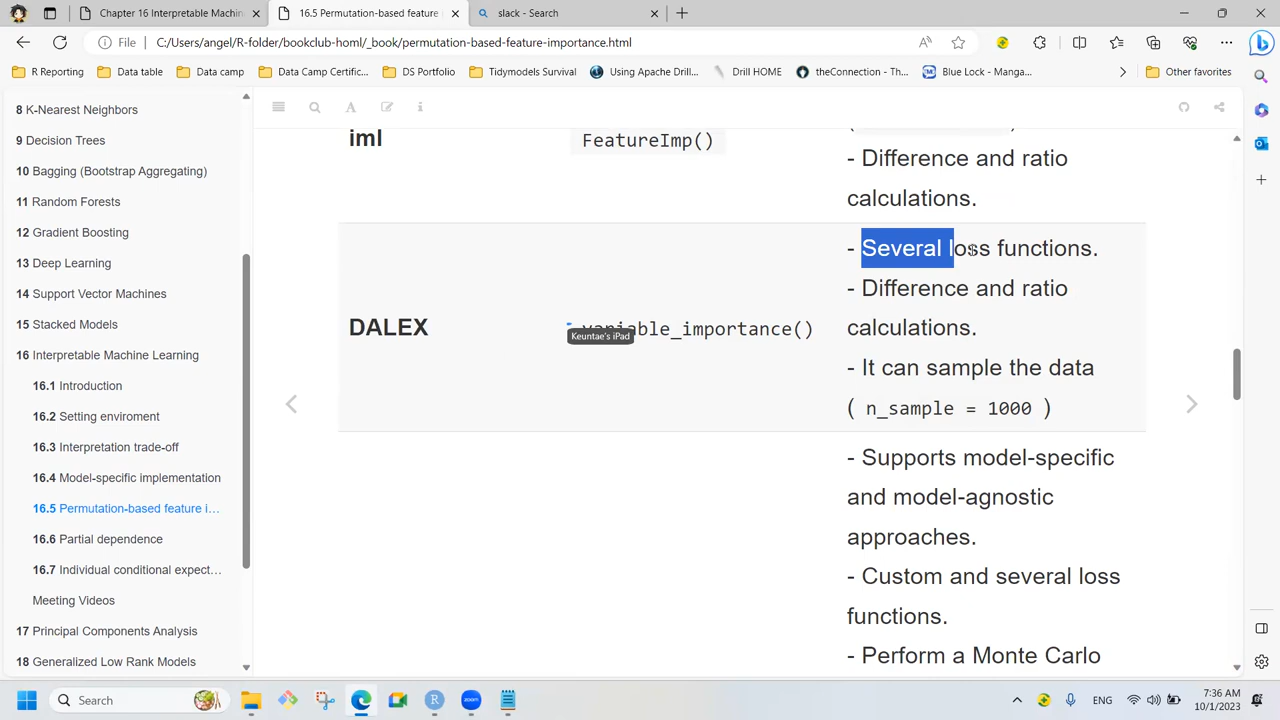 Chapter 16 Interpretable Machin
16.5 Permutation-based feature
slack - Search
File
C:/Users/angel/R-folder/bookclub-homl/_book/permutation-based-feature-importance.html
R Reporting
Data table
Data camp
Data Camp Certific...
DS Portfolio
Tidymodels Survival
Using Apache Drill...
Drill HOME
theConnection - Th...
Blue Lock - Manga...
Other favorites
8 K-Nearest Neighbors
9 Decision Trees
10 Bagging (Bootstrap Aggregating)
11 Random Forests
12 Gradient Boosting
13 Deep Learning
14 Support Vector Machines
15 Stacked Models
16 Interpretable Machine Learning
16.1 Introduction
16.2 Setting enviroment
16.3 Interpretation trade-off
16.4 Model-specific implementation
16.5 Permutation-based feature i...
16.6 Partial dependence
16.7 Individual conditional expect...
Meeting Videos
17 Principal Components Analysis
18 Generalized Low Rank Models
iml
FeatureImp()
- Difference and ratio
calculations.
DALEX
variable_importance()
Keuntae's iPad
- Several loss functions.
- Difference and ratio
calculations.
- It can sample the data
( n_sample = 1000 )
- Supports model-specific
and model-agnostic
approaches.
- Custom and several loss
functions.
- Perform a Monte Carlo
Search
ENG
7:36 AM
10/1/2023